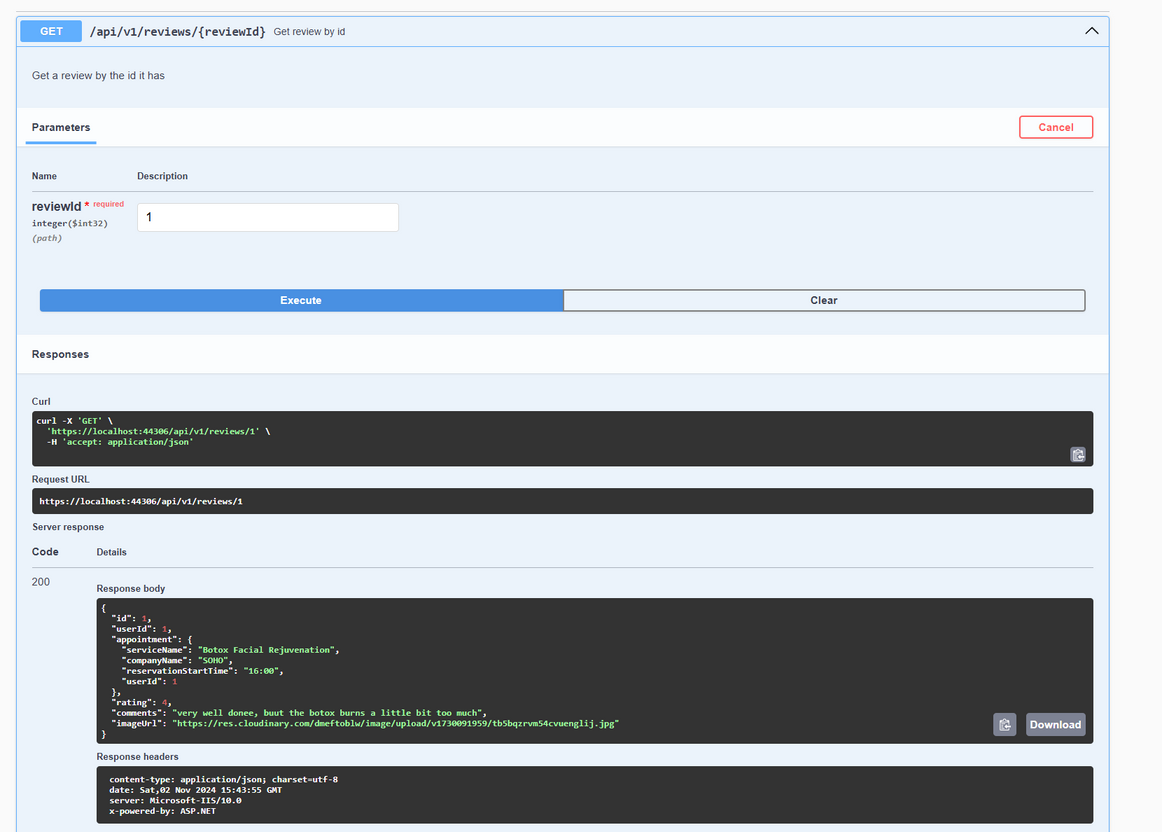 GET /api/v1/reviews/{reviewId} Get review by id
Get a review by the id it has
Parameters
Cancel
Name Description
reviewId * required
integer($int32)
(path)
1
Execute Clear
Responses
Curl
curl -X 'GET' \
'https://localhost:44306/api/v1/reviews/1' \
-H 'accept: application/json'
Request URL
https://localhost:44306/api/v1/reviews/1
Server response
Code Details
200
Response body
{
"id": 1,
"userId": 1,
"appointment": {
"serviceName": "Botox Facial Rejuvenation",
"companyName": "SOHO",
"reservationStartTime": "16:00",
"userId": 1
},
"rating": 4,
"comments": "very well donee, buut the botox burns a little bit too much",
"imageUrl": "https://res.cloudinary.com/dmeftoblw/image/upload/v1730091959/tb5bqzrvm54cvuenglij.jpg"
}
Download
Response headers
content-type: application/json; charset=utf-8
date: Sat,02 Nov 2024 15:43:55 GMT
server: Microsoft-IIS/10.0
x-powered-by: ASP.NET